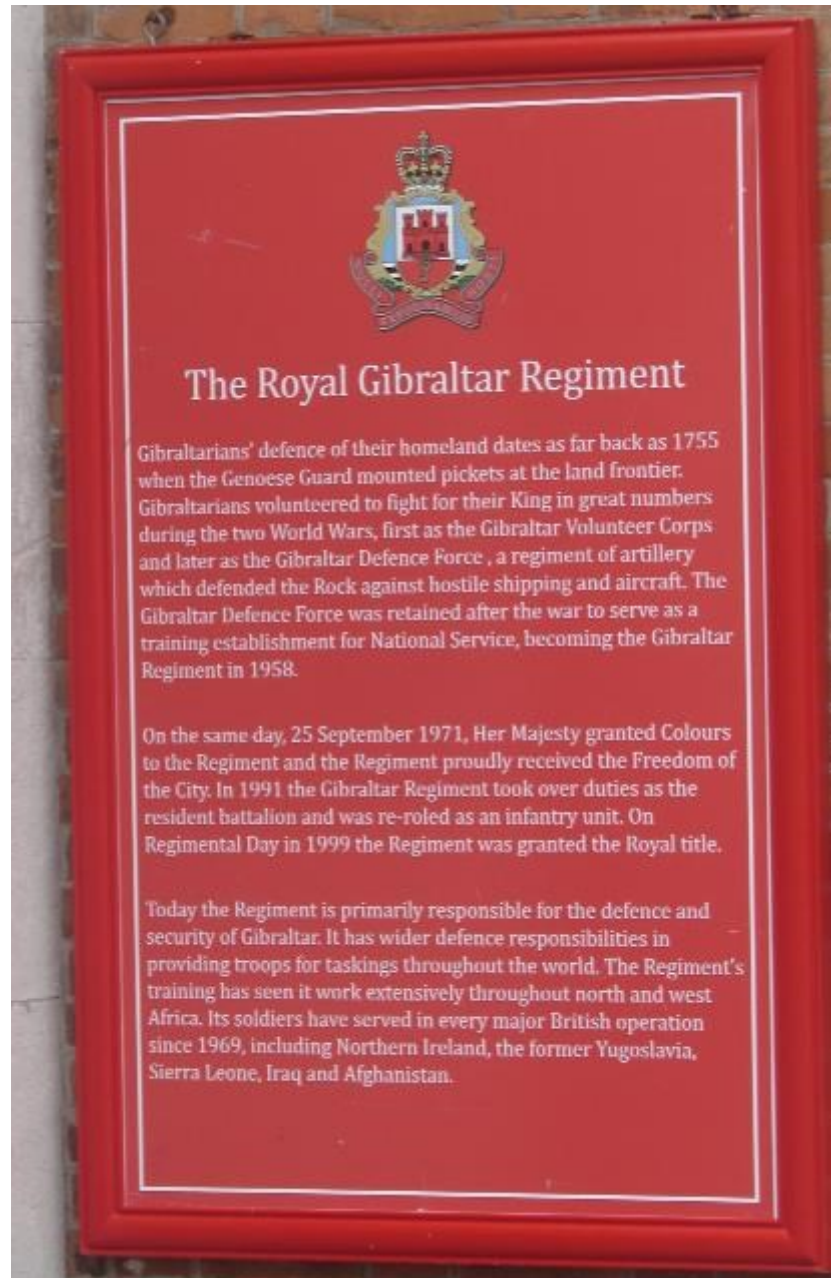 The Royal Gibraltar Regiment
Gibraltarians' defence of their homeland dates as far back as 1755
when the Genoese Guard mounted pickets at the land frontier.
Gibraltarians volunteered to fight for their King in great numbers
during the two World Wars, first as the Gibraltar Volunteer Corps
and later as the Gibraltar Defence Force , a regiment of artillery
which defended the Rock against hostile shipping and aircraft. The
Gibraltar Defence Force was retained after the war to serve as a
training establishment for National Service, becoming the Gibraltar
Regiment in 1958.
On the same day, 25 September 1971, Her Majesty granted Colours
to the Regiment and the Regiment proudly received the Freedom of
the City. In 1991 the Gibraltar Regiment took over duties as the
resident battalion and was re-roled as an infantry unit. On
Regimental Day in 1999 the Regiment was granted the Royal title.
Today the Regiment is primarily responsible for the defence and
security of Gibraltar. It has wider defence responsibilities in
providing troops for taskings throughout the world. The Regiment's
training has seen it work extensively throughout north and west
Africa. Its soldiers have served in every major British operation
since 1969, including Northern Ireland, the former Yugoslavia,
Sierra Leone, Iraq and Afghanistan.